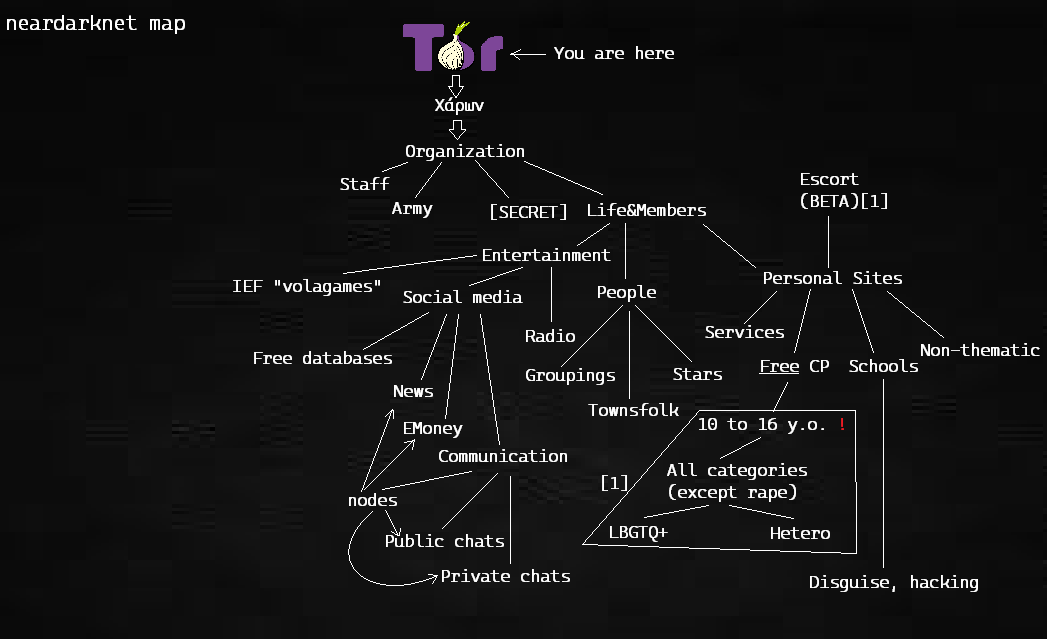 neardarknet map
Tor
You are here
Χάρων
Organization
Staff
Army
[SECRET]
Life&Members
Escort
(BETA)[1]
Entertainment
Personal Sites
IEF "volagames"
Social media
People
Radio
Services
Free databases
Groupings
Stars
Free CP
Schools
Non-thematic
News
Townsfolk
EMoney
10 to 16 y.o. !
Communication
All categories
(except rape)
[1]
nodes
LBGTQ+
Hetero
Public chats
Private chats
Disguise, hacking